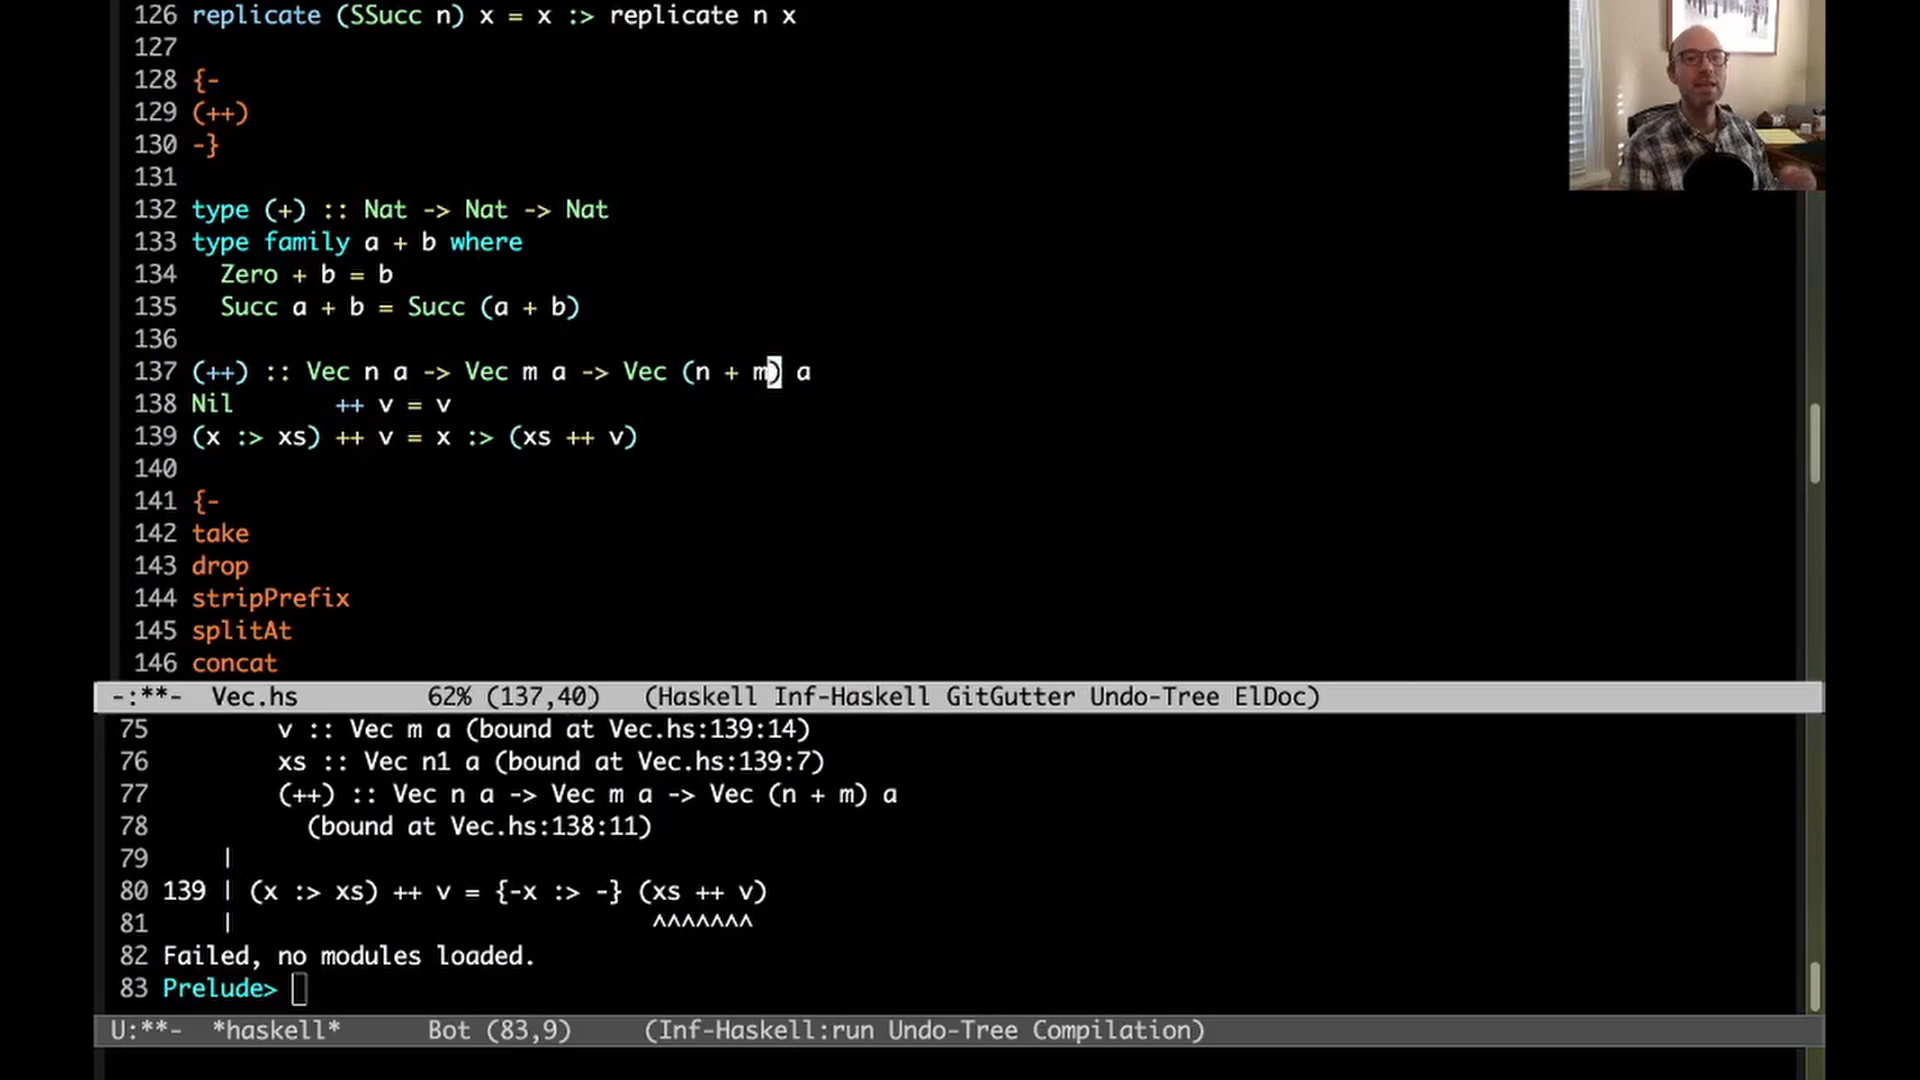 126 replicate (SSucc n) x = x :> replicate n x
127
128 {-
129 (++)
130 -}
131
132 type (+) :: Nat -> Nat -> Nat
133 type family a + b where
134   Zero + b = b
135   Succ a + b = Succ (a + b)
136
137 (++) :: Vec n a -> Vec m a -> Vec (n + m) a
138 Nil       ++ v = v
139 (x :> xs) ++ v = x :> (xs ++ v)
140
141 {-
142 take
143 drop
144 stripPrefix
145 splitAt
146 concat
-:**-  Vec.hs         62% (137,40)   (Haskell Inf-Haskell GitGutter Undo-Tree ElDoc)
75         v :: Vec m a (bound at Vec.hs:139:14)
76         xs :: Vec n1 a (bound at Vec.hs:139:7)
77         (++) :: Vec n a -> Vec m a -> Vec (n + m) a
78           (bound at Vec.hs:138:11)
79     |
80 139 | (x :> xs) ++ v = {-x :> -} (xs ++ v)
81     |                             ^^^^^^^
82 Failed, no modules loaded.
83 Prelude>
U:**-  *haskell*      Bot (83,9)     (Inf-Haskell:run Undo-Tree Compilation)